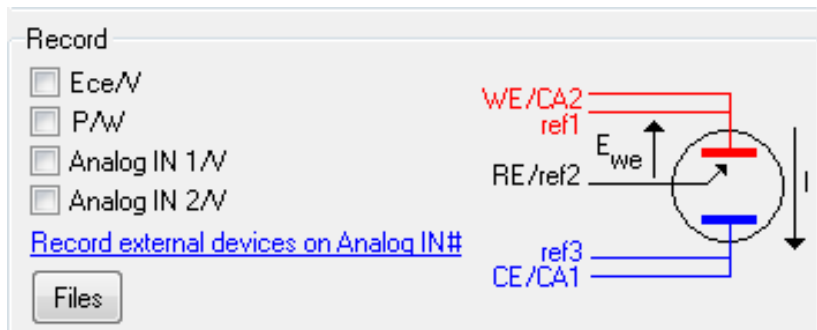 Record
Ece/V
P/W
Analog IN 1/V
Analog IN 2/V
Record external devices on Analog IN#
Files
WE/CA2
ref1
Ewe
RE/ref2
I
ref3
CE/CA1